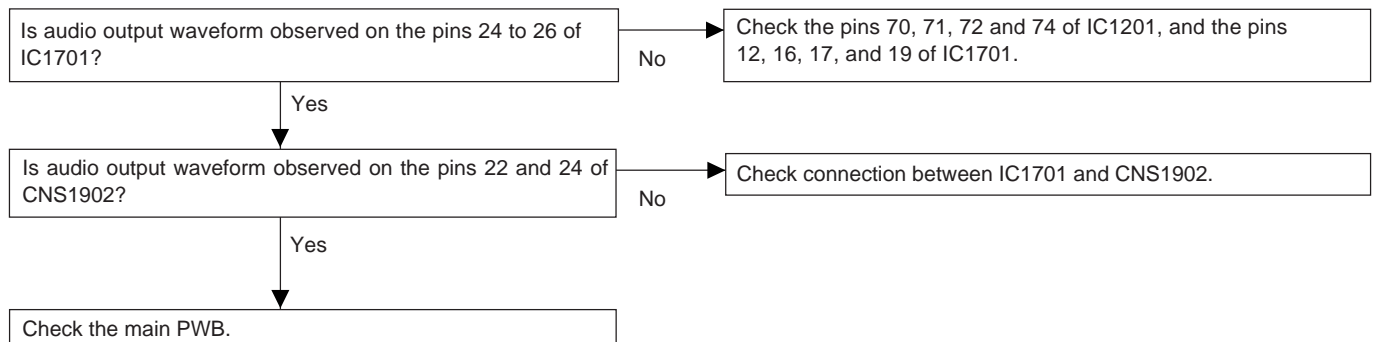 Is audio output waveform observed on the pins 24 to 26 of
IC1701?
No
Check the pins 70, 71, 72 and 74 of IC1201, and the pins
12, 16, 17, and 19 of IC1701.
Yes
Is audio output waveform observed on the pins 22 and 24 of
CNS1902?
No
Check connection between IC1701 and CNS1902.
Yes
Check the main PWB.